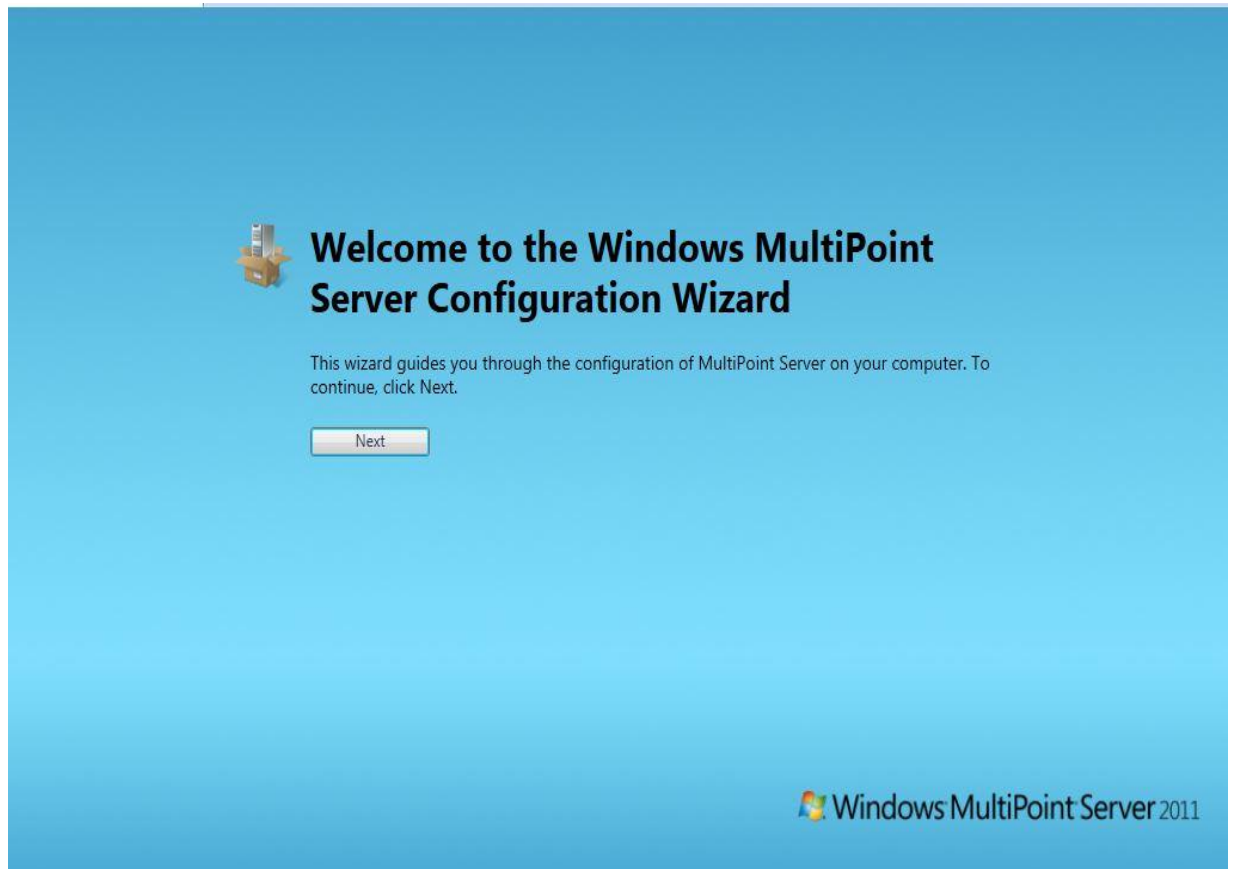 Welcome to the Windows MultiPoint
Server Configuration Wizard
This wizard guides you through the configuration of MultiPoint Server on your computer. To
continue, click Next.
Next
Windows MultiPoint Server 2011